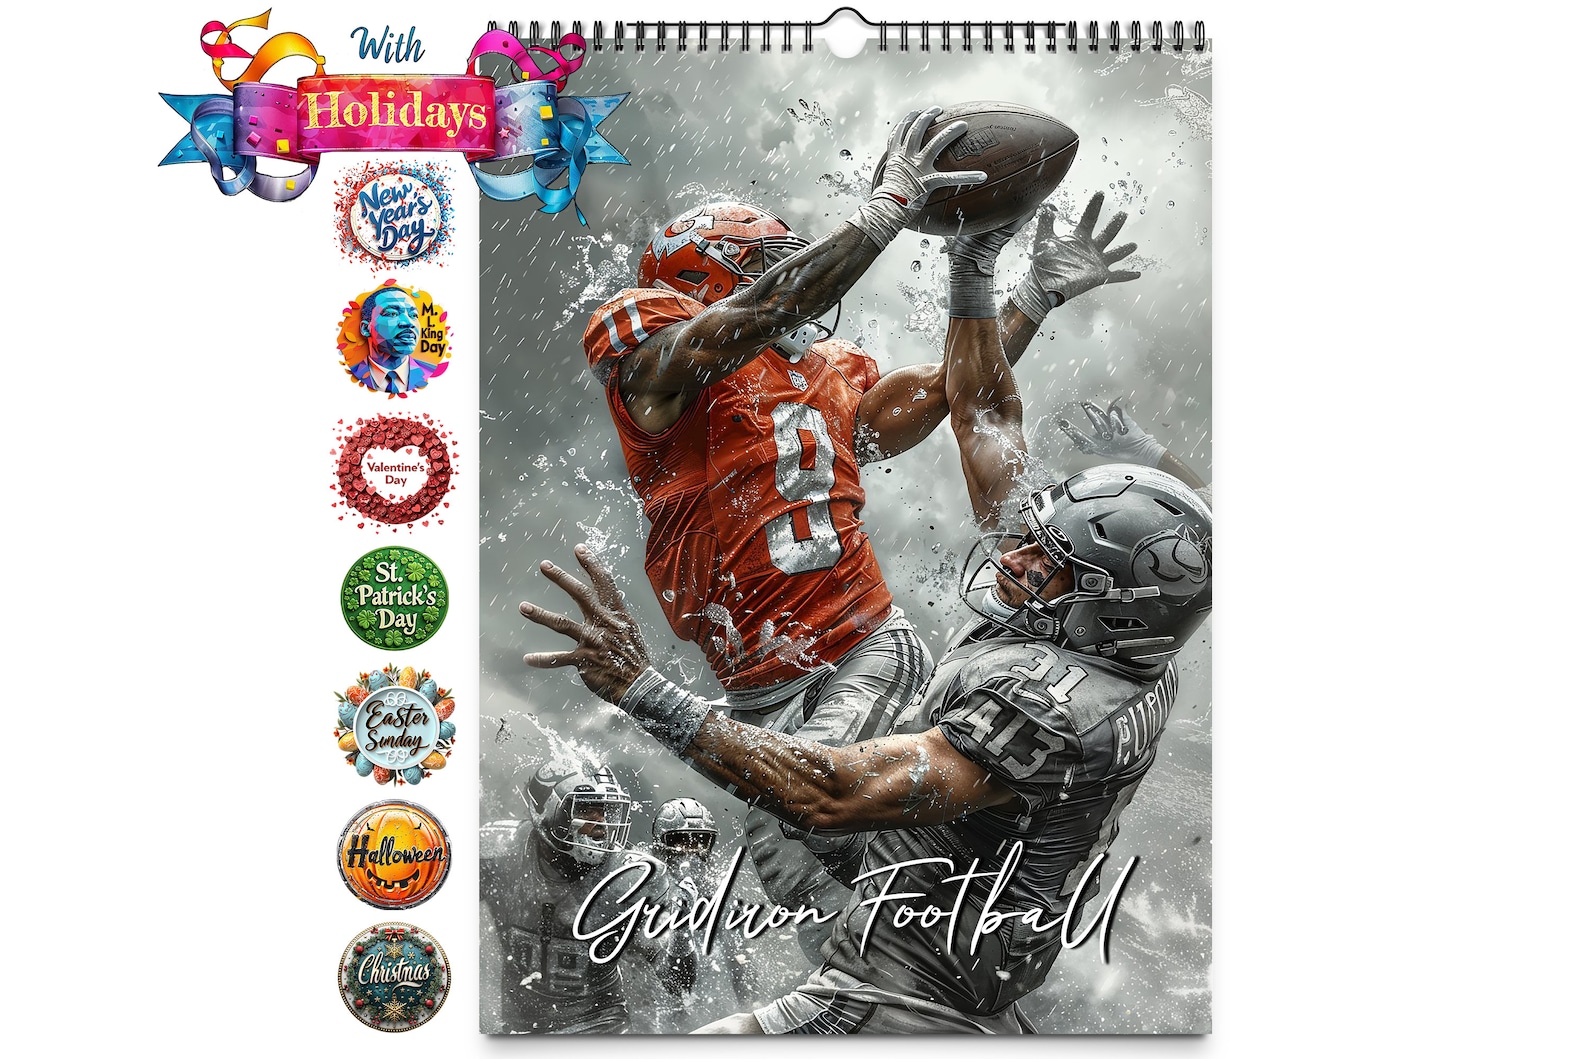 With
Holidays
New
Year's
Day
M.
L.
King
Day
Valentine's
Day
St.
Patrick's
Day
Easter
Sunday
Halloween
Christmas
9
31
413
Gridiron Football